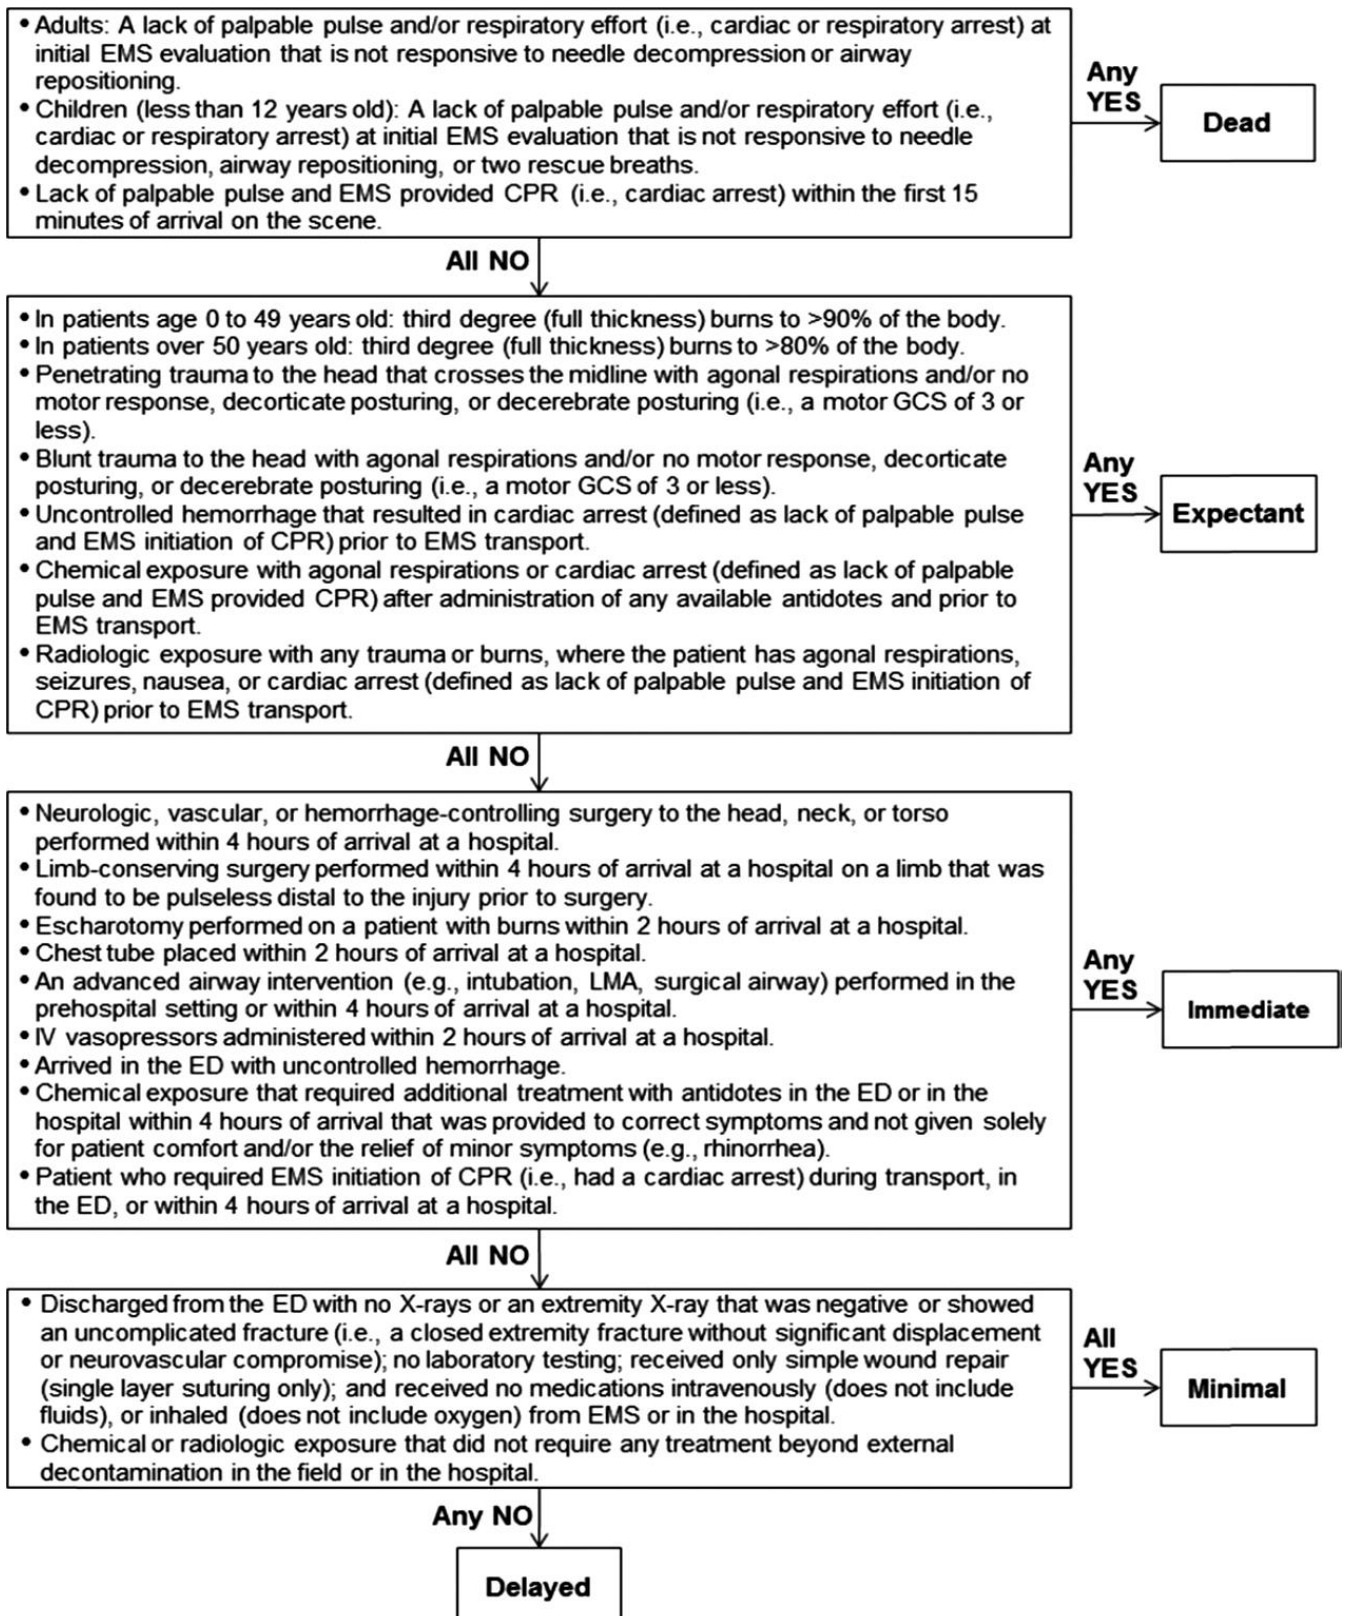 • Adults: A lack of palpable pulse and/or respiratory effort (i.e., cardiac or respiratory arrest) at
initial EMS evaluation that is not responsive to needle decompression or airway
repositioning.
• Children (less than 12 years old): A lack of palpable pulse and/or respiratory effort (i.e.,
cardiac or respiratory arrest) at initial EMS evaluation that is not responsive to needle
decompression, airway repositioning, or two rescue breaths.
• Lack of palpable pulse and EMS provided CPR (i.e., cardiac arrest) within the first 15
minutes of arrival on the scene.
Any
YES
Dead
All NO
• In patients age 0 to 49 years old: third degree (full thickness) burns to >90% of the body.
• In patients over 50 years old: third degree (full thickness) burns to >80% of the body.
• Penetrating trauma to the head that crosses the midline with agonal respirations and/or no
motor response, decorticate posturing, or decerebrate posturing (i.e., a motor GCS of 3 or
less).
• Blunt trauma to the head with agonal respirations and/or no motor response, decorticate
posturing, or decerebrate posturing (i.e., a motor GCS of 3 or less).
• Uncontrolled hemorrhage that resulted in cardiac arrest (defined as lack of palpable pulse
and EMS initiation of CPR) prior to EMS transport.
• Chemical exposure with agonal respirations or cardiac arrest (defined as lack of palpable
pulse and EMS provided CPR) after administration of any available antidotes and prior to
EMS transport.
• Radiologic exposure with any trauma or burns, where the patient has agonal respirations,
seizures, nausea, or cardiac arrest (defined as lack of palpable pulse and EMS initiation of
CPR) prior to EMS transport.
Any
YES
Expectant
All NO
• Neurologic, vascular, or hemorrhage-controlling surgery to the head, neck, or torso
performed within 4 hours of arrival at a hospital.
• Limb-conserving surgery performed within 4 hours of arrival at a hospital on a limb that was
found to be pulseless distal to the injury prior to surgery.
• Escharotomy performed on a patient with burns within 2 hours of arrival at a hospital.
• Chest tube placed within 2 hours of arrival at a hospital.
• An advanced airway intervention (e.g., intubation, LMA, surgical airway) performed in the
prehospital setting or within 4 hours of arrival at a hospital.
• IV vasopressors administered within 2 hours of arrival at a hospital.
• Arrived in the ED with uncontrolled hemorrhage.
• Chemical exposure that required additional treatment with antidotes in the ED or in the
hospital within 4 hours of arrival that was provided to correct symptoms and not given solely
for patient comfort and/or the relief of minor symptoms (e.g., rhinorrhea).
• Patient who required EMS initiation of CPR (i.e., had a cardiac arrest) during transport, in
the ED, or within 4 hours of arrival at a hospital.
Any
YES
Immediate
All NO
• Discharged from the ED with no X-rays or an extremity X-ray that was negative or showed
an uncomplicated fracture (i.e., a closed extremity fracture without significant displacement
or neurovascular compromise); no laboratory testing; received only simple wound repair
(single layer suturing only); and received no medications intravenously (does not include
fluids), or inhaled (does not include oxygen) from EMS or in the hospital.
• Chemical or radiologic exposure that did not require any treatment beyond external
decontamination in the field or in the hospital.
All
YES
Minimal
Any NO
Delayed